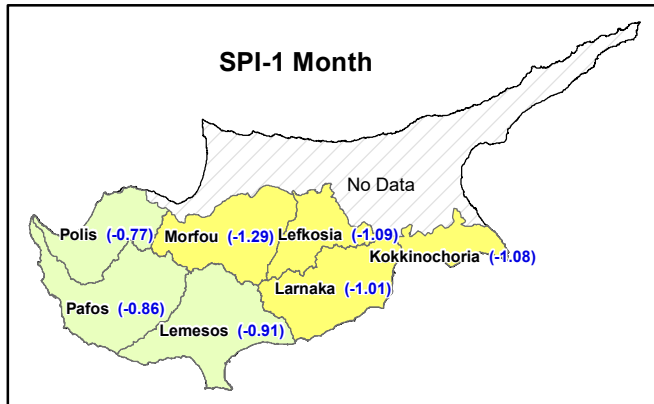 SPI-1 Month
No Data
Polis (-0.77)
Morfou (-1.29)
Lefkosia (-1.09)
Kokkinochoria (-1.08)
Larnaka (-1.01)
Pafos (-0.86)
Lemesos (-0.91)